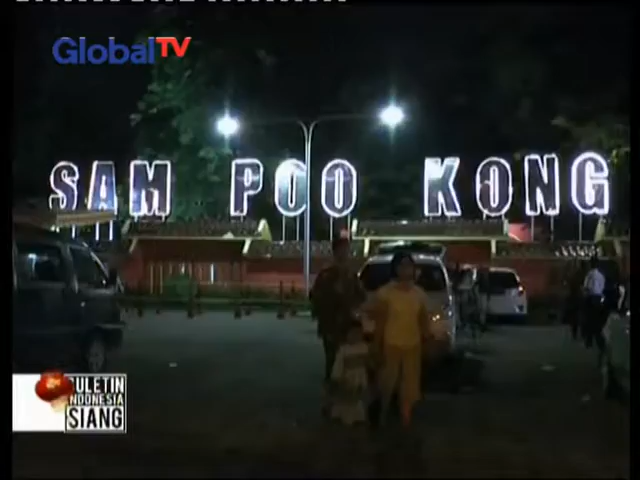 GlobalTV
SAM POO KONG
BULETIN
INDONESIA
SIANG